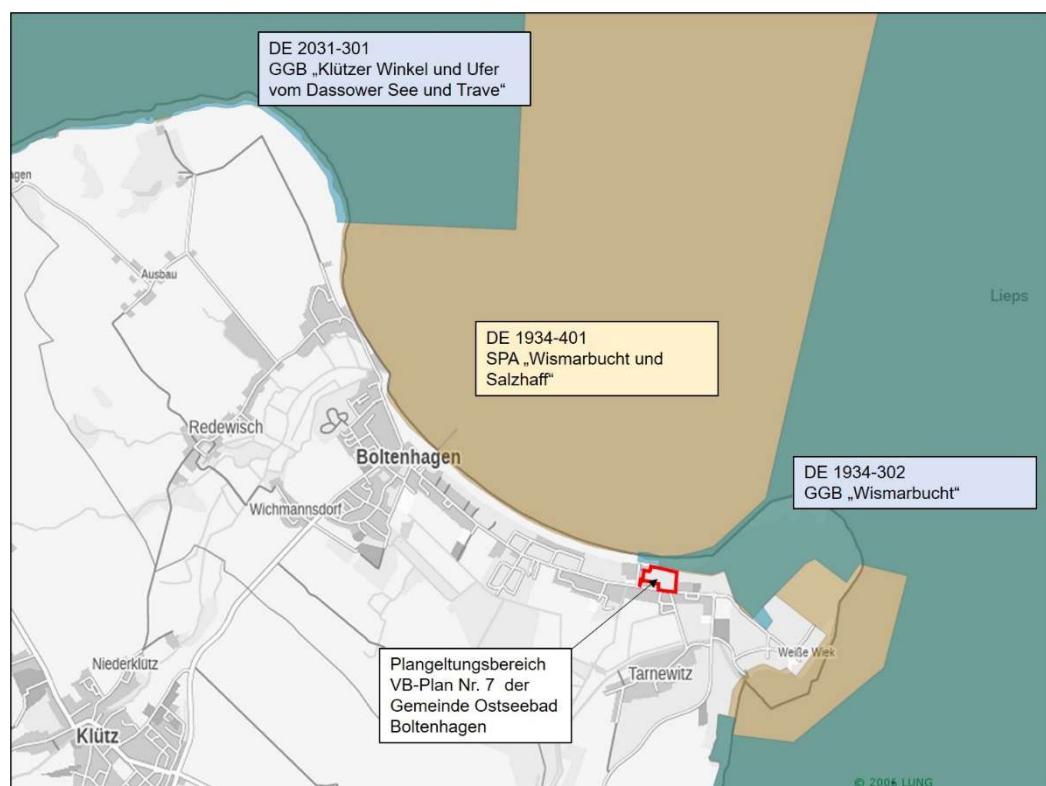 DE 2031-301
GGB „Klützer Winkel und Ufer
vom Dassower See und Trave“
Ausbau
Lieps
DE 1934-401
SPA „Wismarbucht und
Salzhaff“
Redewisch
Boltenhagen
DE 1934-302
GGB „Wismarbucht“
Wichmannsdorf
Weiße Wiek
Niederklütz
Plangeltungsbereich
VB-Plan Nr. 7 der
Gemeinde Ostseebad
Boltenhagen
Tarnewitz
Klütz
© 2006 LUNG